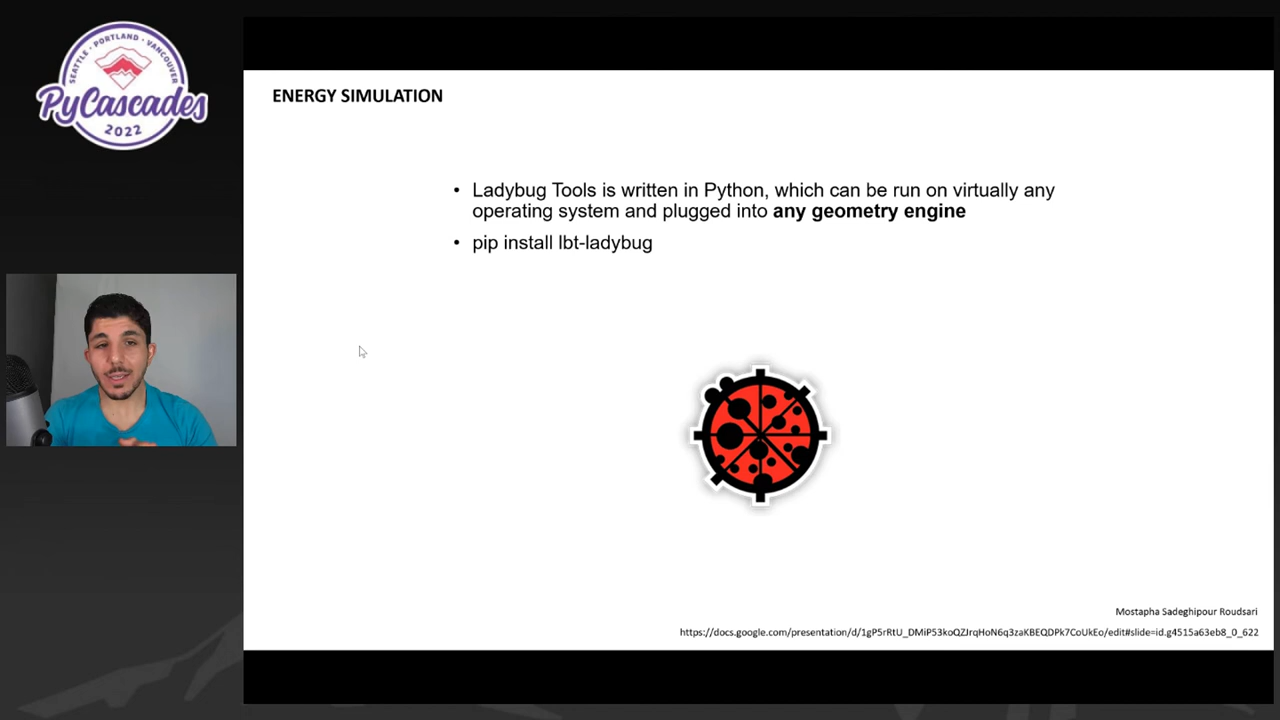 SEATTLE · PORTLAND · VANCOUVER
PyCascades
2022
ENERGY SIMULATION
• Ladybug Tools is written in Python, which can be run on virtually any
operating system and plugged into any geometry engine
• pip install lbt-ladybug
Mostapha Sadeghipour Roudsari
https://docs.google.com/presentation/d/1gP5rRtU_DMiP53koQZJrqHoN6q3zaKBEQDPk7CoUkEo/edit#slide=id.g4515a63eb8_0_622